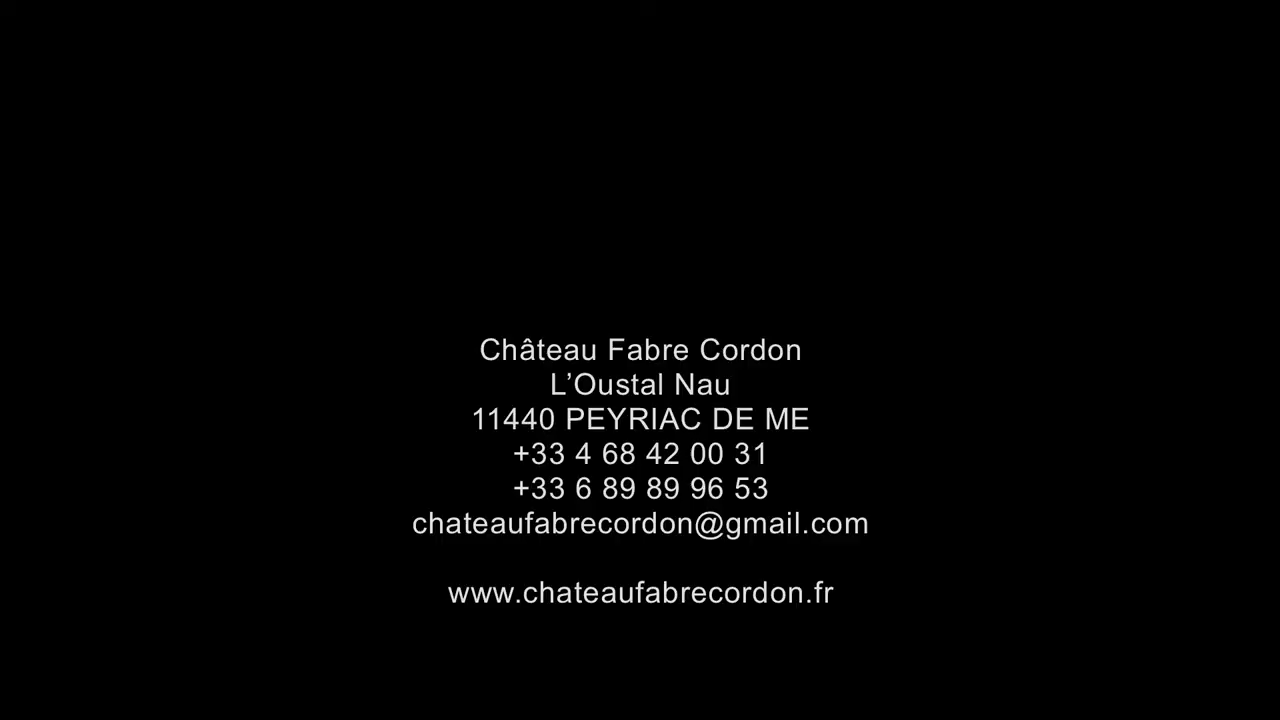 Château Fabre Cordon
L’Oustal Nau
11440 PEYRIAC DE ME
+33 4 68 42 00 31
+33 6 89 89 96 53
chateaufabrecordon@gmail.com
www.chateaufabrecordon.fr